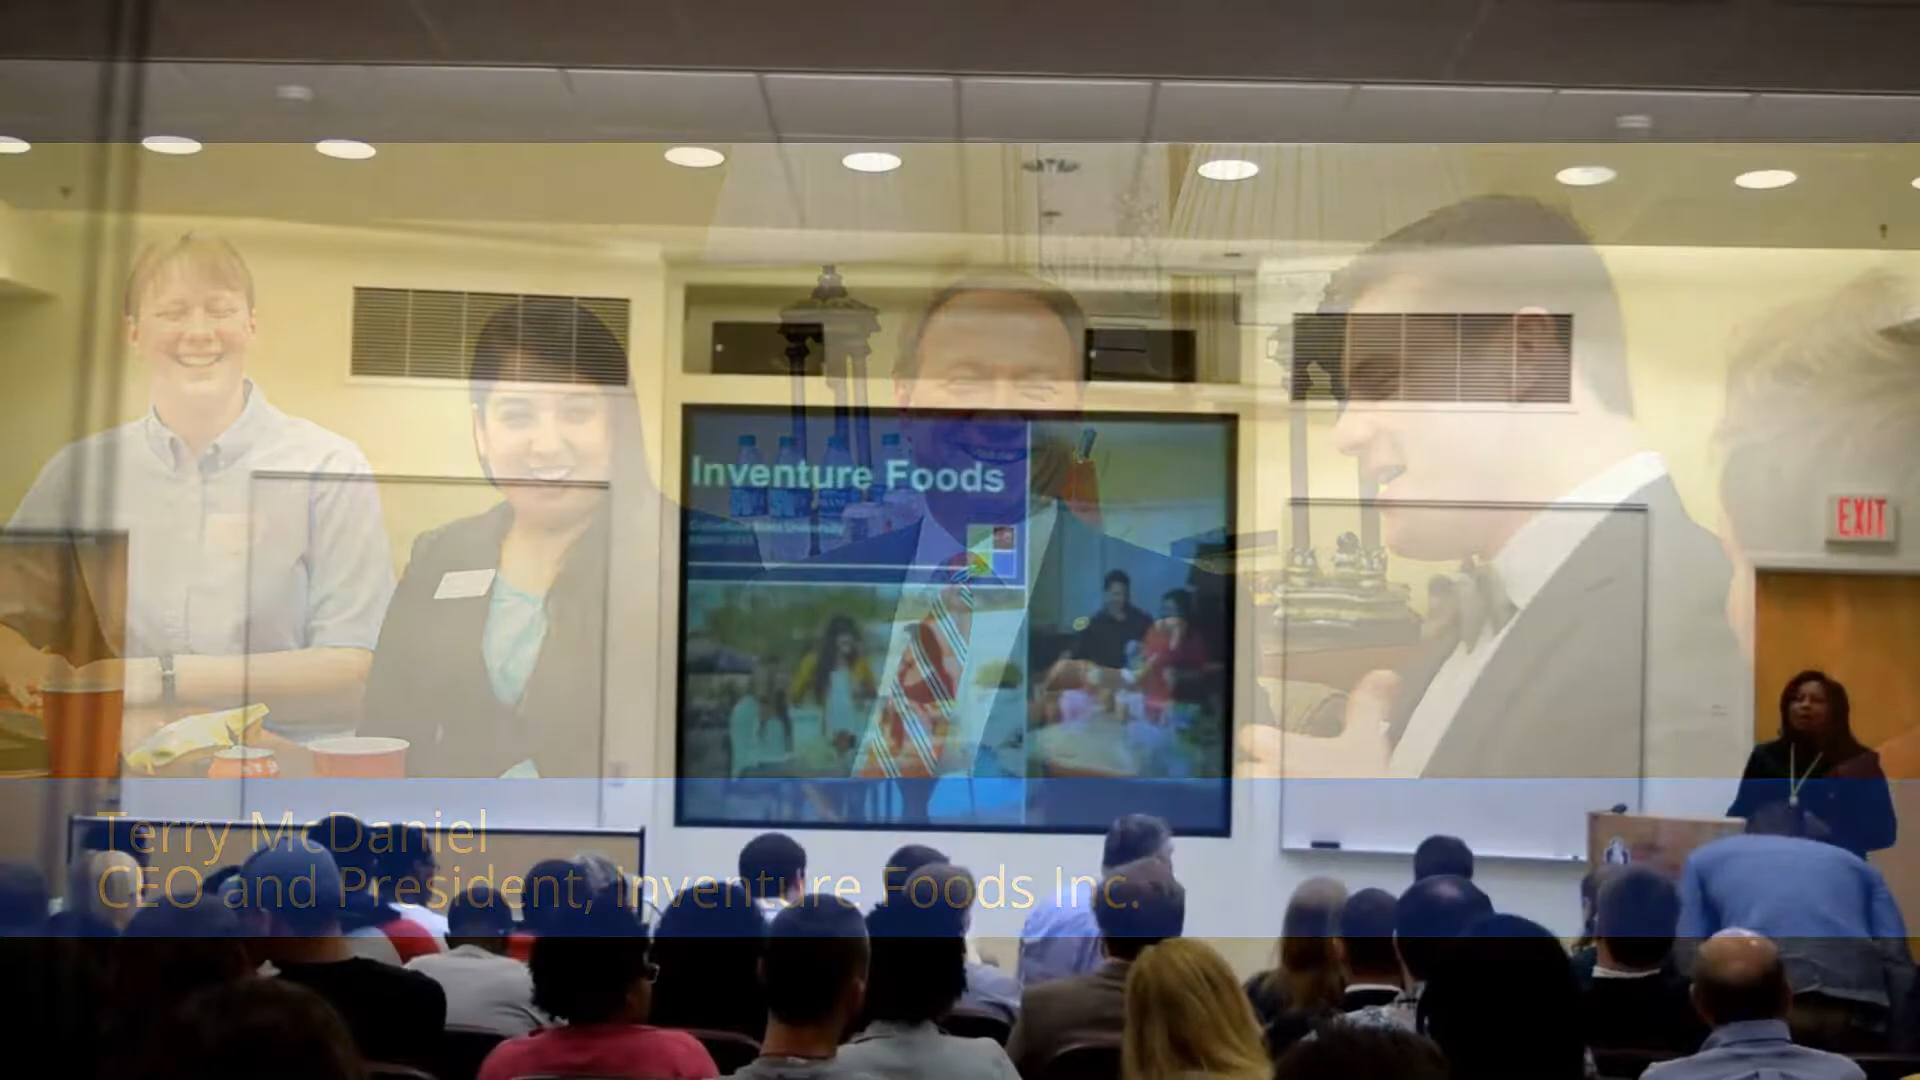 Inventure Foods
EXIT
Terry McDaniel
CEO and President, Inventure Foods Inc.